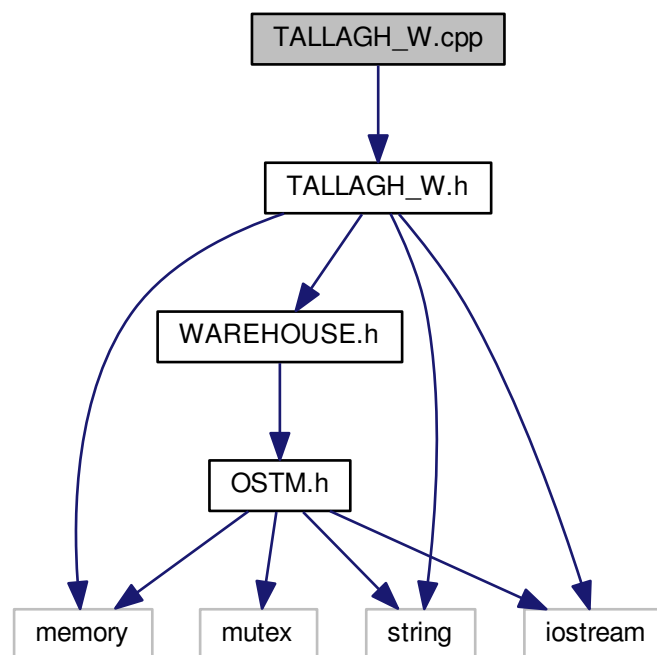 TALLAGH_W.cpp
TALLAGH_W.h
WAREHOUSE.h
OSTM.h
memory
mutex
string
iostream